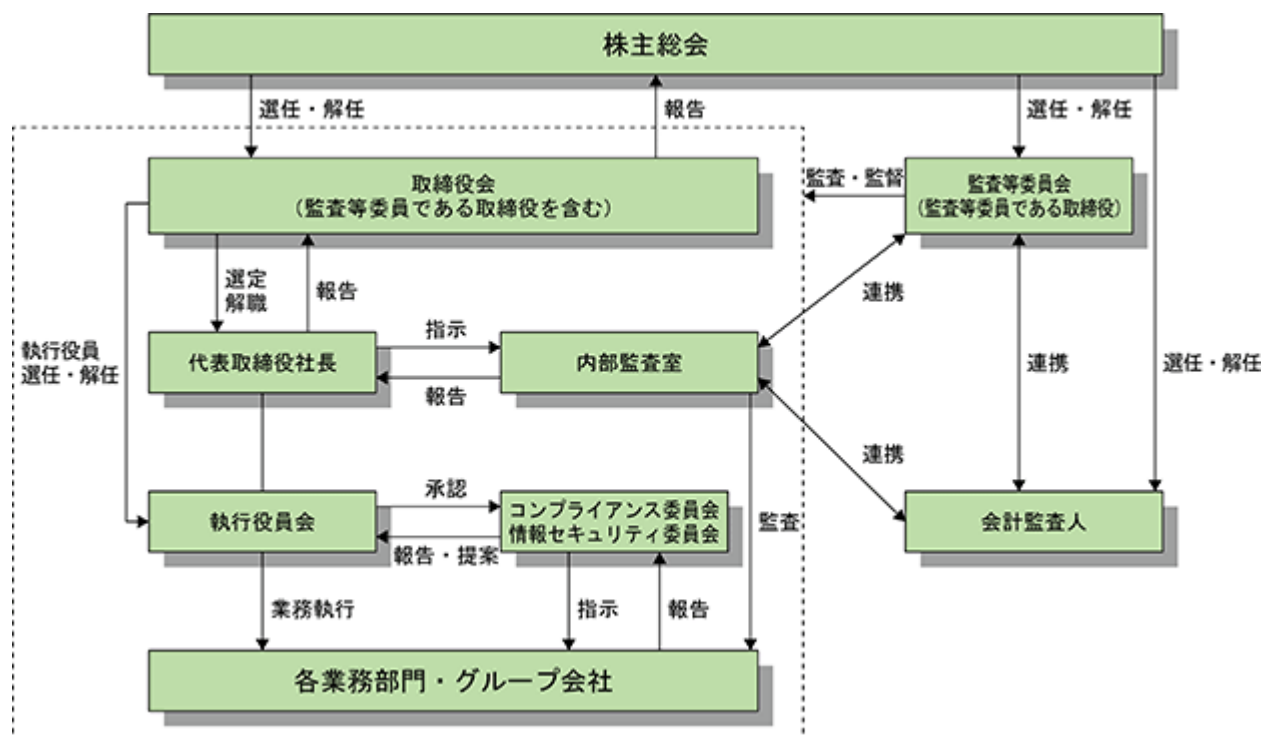 株主総会
選任・解任
報告
選任・解任
取締役会
(監査等委員である取締役を含む)
監査・監督
監査等委員会
(監査等委員である取締役)
選定
解職
報告
連携
執行役員
選任・解任
代表取締役社長
指示
報告
内部監査室
連携
選任・解任
連携
執行役員会
承認
報告・提案
コンプライアンス委員会
情報セキュリティ委員会
監査
会計監査人
業務執行
指示
報告
各業務部門・グループ会社